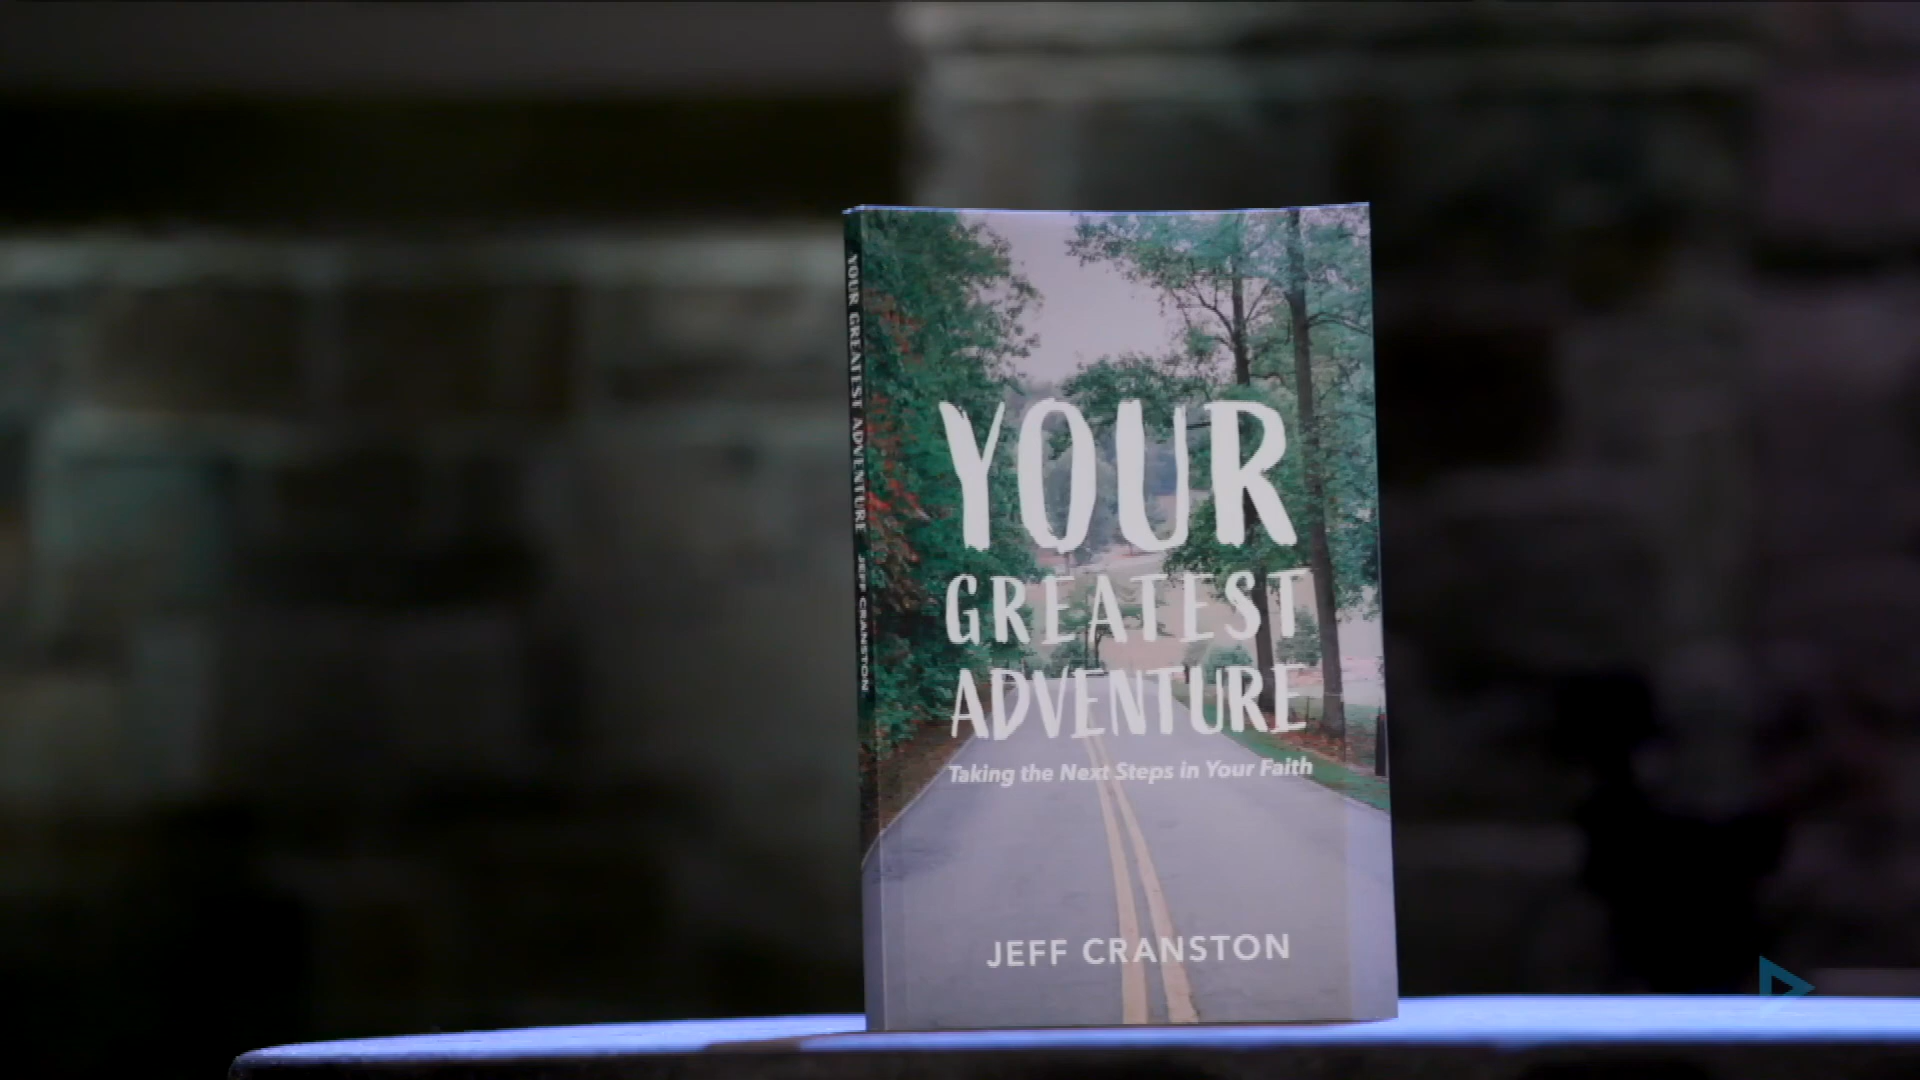 YOUR GREATEST ADVENTURE JEFF CRANSTON
YOUR
GREATEST
ADVENTURE
Taking the Next Steps in Your Faith
JEFF CRANSTON